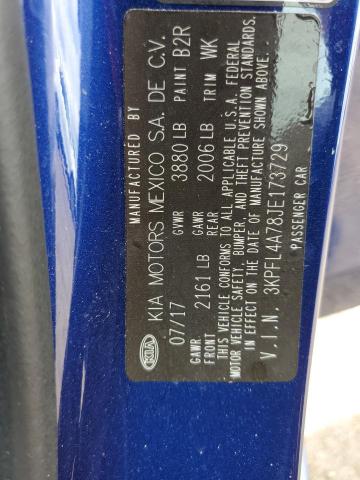 MANUFACTURED BY
KIA KIA MOTORS MEXICO S.A. DE C.V.
07/17 GVWR 3880 LB PAINT B2R
GAWR FRONT 2161 LB GAWR REAR 2006 LB TRIM WK
THIS VEHICLE CONFORMS TO ALL APPLICABLE U.S.A. FEDERAL
MOTOR VEHICLE SAFETY, BUMPER, AND THEFT PREVENTION STANDARDS
IN EFFECT ON THE DATE OF MANUFACTURE SHOWN ABOVE.
V.I.N. 3KPFL4A78JE173729
PASSENGER CAR